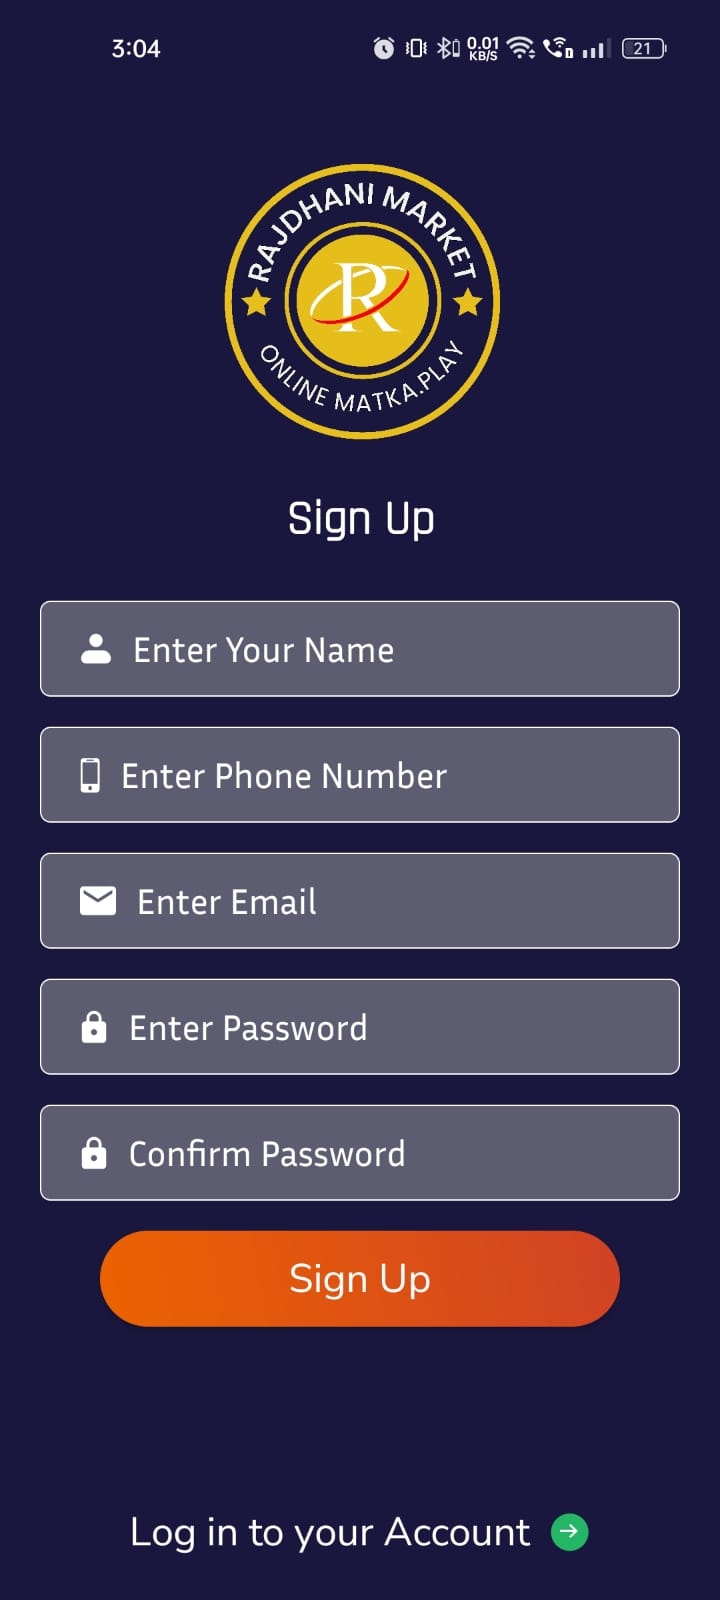 3:04
0.01
KB/S
21
RAJDHANI MARKET
R
ONLINE MATKA.PLAY
Sign Up
Enter Your Name
Enter Phone Number
Enter Email
Enter Password
Confirm Password
Sign Up
Log in to your Account